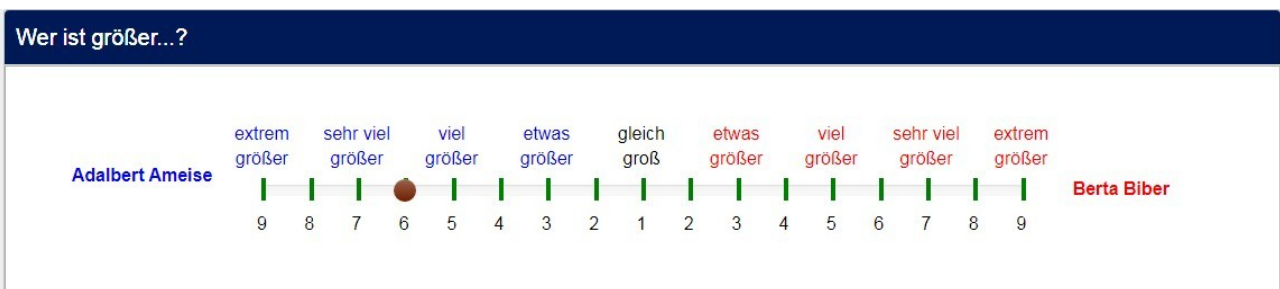 Wer ist größer...?
extrem sehr viel viel etwas gleich etwas viel sehr viel extrem
größer größer größer größer groß größer größer größer größer
Adalbert Ameise
Berta Biber
9 8 7 6 5 4 3 2 1 2 3 4 5 6 7 8 9